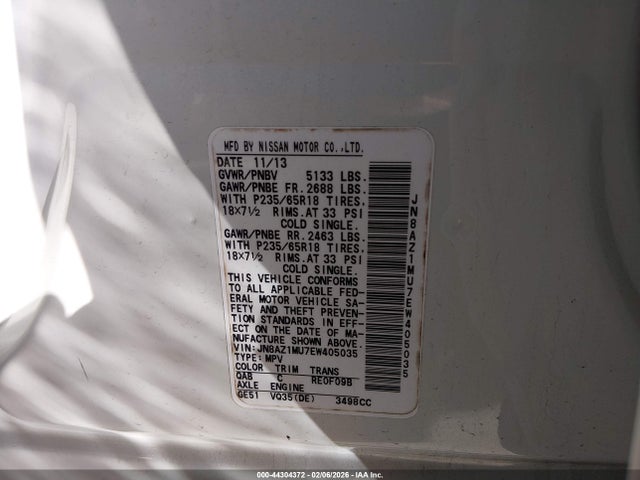 MFD BY NISSAN MOTOR CO.,LTD.
DATE 11/13
GVWR/PNBV 5133 LBS.
GAWR/PNBE FR. 2688 LBS.
WITH P235/65R18 TIRES.
18X7½ RIMS.AT 33 PSI
COLD SINGLE.
GAWR/PNBE RR. 2463 LBS.
WITH P235/65R18 TIRES.
18X7½ RIMS.AT 33 PSI
COLD SINGLE.
THIS VEHICLE CONFORMS
TO ALL APPLICABLE FED-
ERAL MOTOR VEHICLE SA-
FETY AND THEFT PREVEN-
TION STANDARDS IN EFF-
ECT ON THE DATE OF MA-
NUFACTURE SHOWN ABOVE.
VIN:JN8AZ1MU7EW405035
TYPE:MPV
COLOR TRIM TRANS
QAB C RE0F09B
AXLE ENGINE
GE51 VQ35(DE) 3498CC
JN8AZ1MU7EW405035
000-44304372 - 02/06/2026 - IAAI.ca